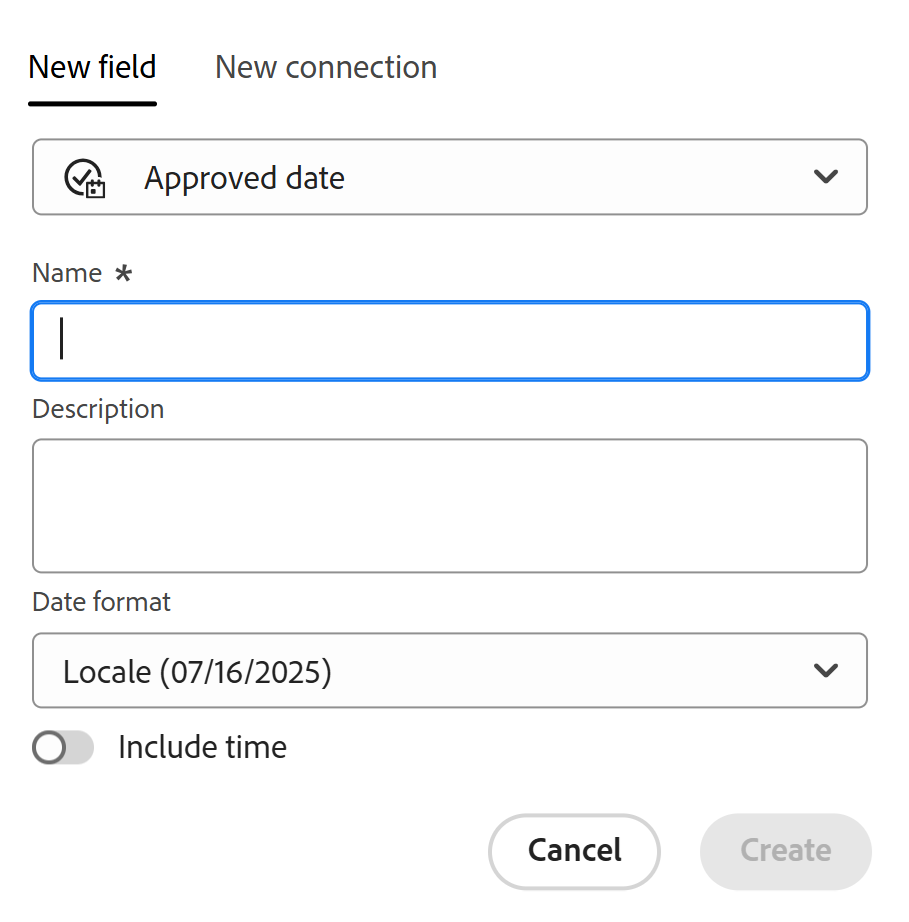 New field New connection
Approved date
Name *
Description
Date format
Locale (07/16/2025)
Include time
Cancel Create